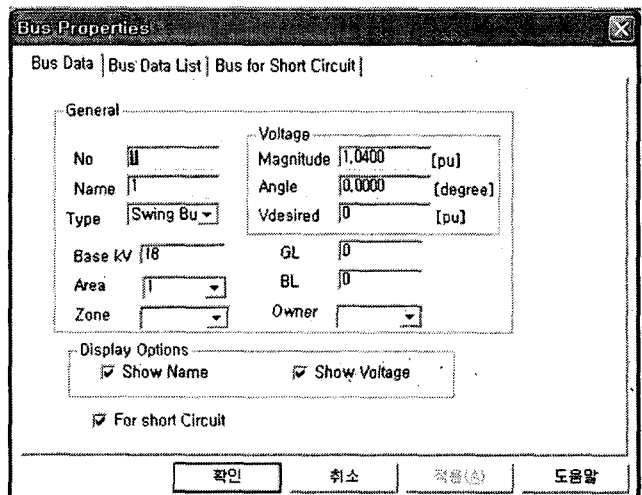 Bus Properties
Bus Data Bus Data List Bus for Short Circuit
General
No 1
Name 1
Type Swing Bu
Voltage
Magnitude 1,0400 [pu]
Angle 0,0000 [degree]
Vdesired 0 [pu]
Base kV 18
GL 0
Area 1
BL 0
Zone
Owner
Display Options
Show Name Show Voltage
For short Circuit
확인 취소 적용(A) 도움말